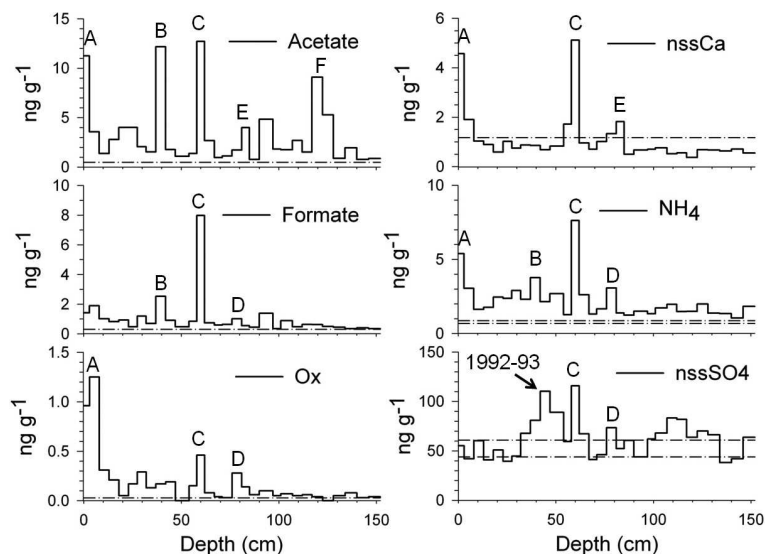 15
10
5
0
ng g⁻¹
A
B
C
E
F
Acetate
6
4
2
0
ng g⁻¹
A
C
E
nssCa
10
8
6
4
2
0
ng g⁻¹
B
C
D
Formate
10
5
0
ng g⁻¹
A
B
C
D
NH₄
1.5
1.0
0.5
0.0
ng g⁻¹
A
C
D
Ox
0 50 100 150
Depth (cm)
150
100
50
0
ng g⁻¹
1992-93
C
D
nssSO4
0 50 100 150
Depth (cm)